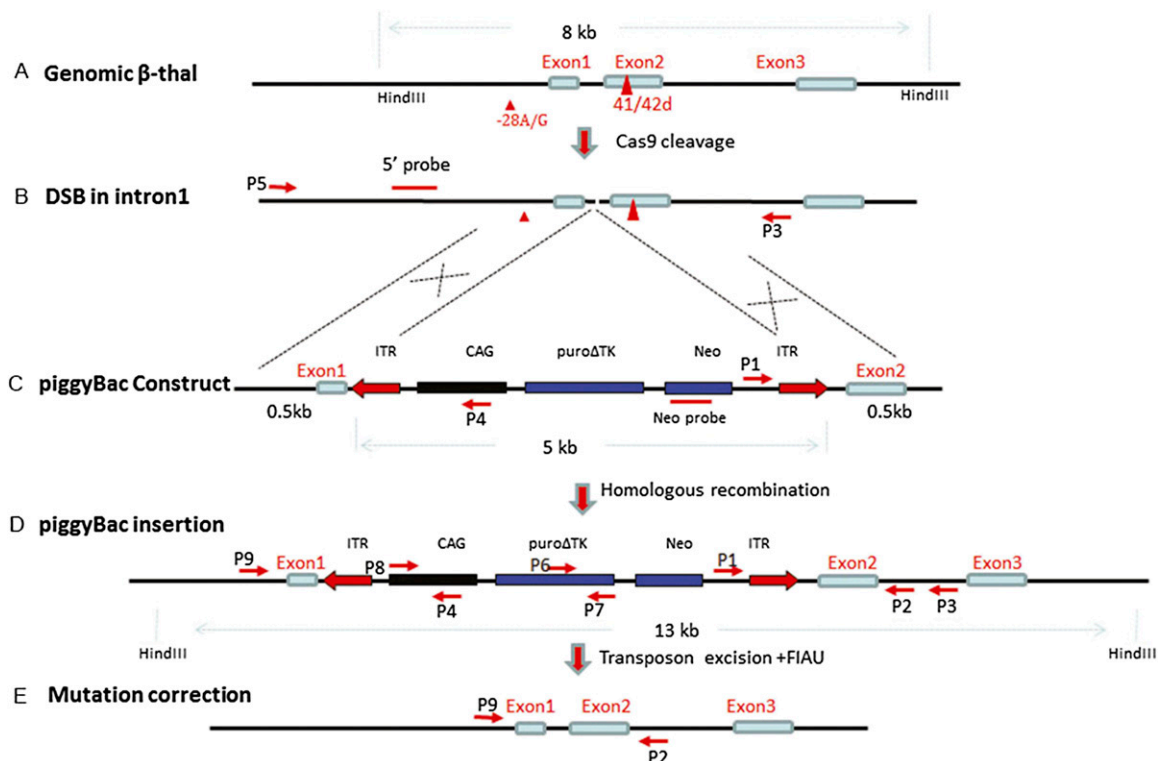 8 kb
A Genomic β-thal
Exon1 Exon2 Exon3
HindIII HindIII
-28A/G 41/42d
Cas9 cleavage
5' probe
P5
B DSB in intron1
P3
ITR CAG puroΔTK Neo ITR
P1
C piggyBac Construct
Exon1 Exon2
0.5kb P4 Neo probe 0.5kb
5 kb
Homologous recombination
D piggyBac insertion
ITR CAG puroΔTK Neo ITR
P9 Exon1 P8 P6 P1 Exon2 Exon3
P4 P7 P2 P3
13 kb
HindIII HindIII
Transposon excision +FIAU
E Mutation correction
P9 Exon1 Exon2 Exon3
P2